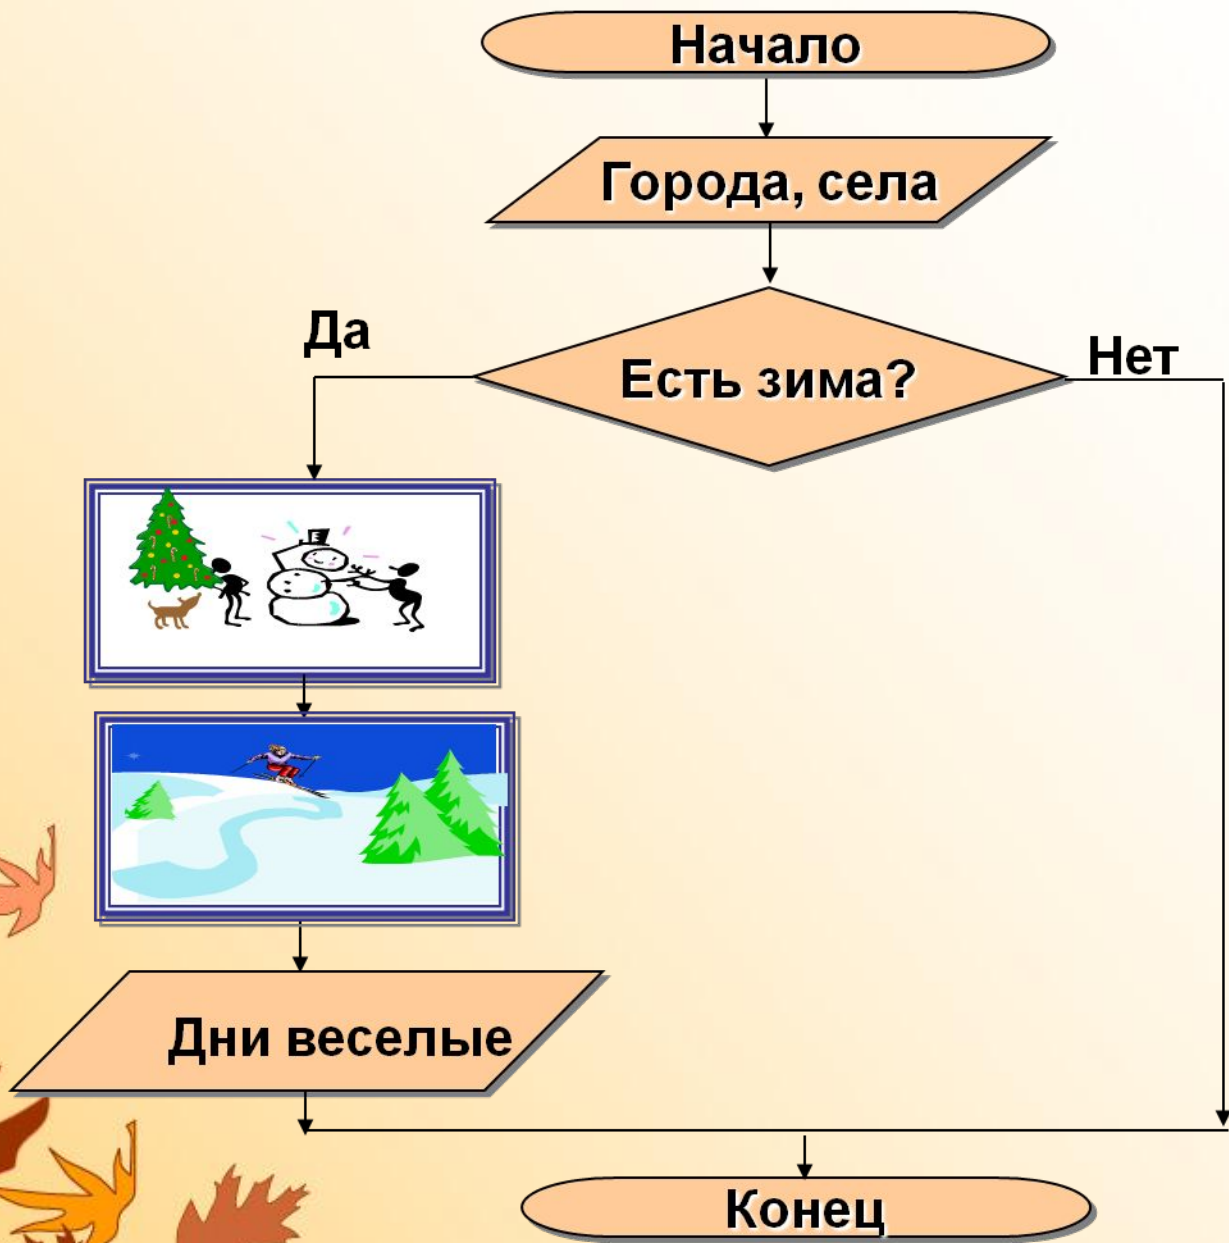 Начало
Города, села
Да
Есть зима?
Нет
Дни веселые
Конец